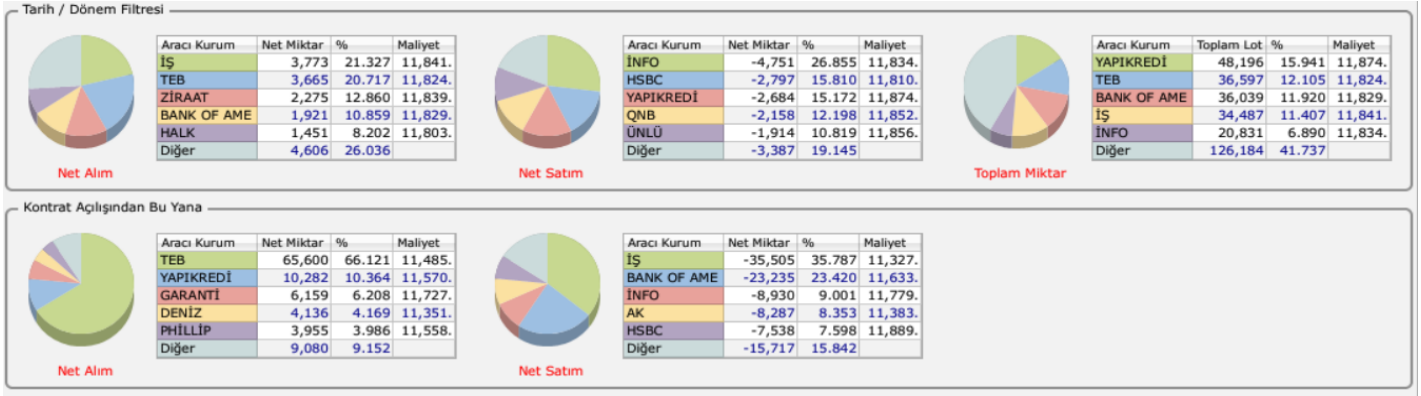 Tarih / Dönem Filtresi
Aracı Kurum Net Miktar % Maliyet
İŞ 3,773 21.327 11,841.
TEB 3,665 20.717 11,824.
ZİRAAT 2,275 12.860 11,839.
BANK OF AME 1,921 10.859 11,829.
HALK 1,451 8.202 11,803.
Diğer 4,606 26.036
Net Alım
Aracı Kurum Net Miktar % Maliyet
İNFO -4,751 26.855 11,834.
HSBC -2,797 15.810 11,810.
YAPIKREDİ -2,684 15.172 11,874.
QNB -2,158 12.198 11,852.
ÜNLÜ -1,914 10.819 11,856.
Diğer -3,387 19.145
Net Satım
Aracı Kurum Toplam Lot % Maliyet
YAPIKREDİ 48,196 15.941 11,874.
TEB 36,597 12.105 11,824.
BANK OF AME 36,039 11.920 11,829.
İŞ 34,487 11.407 11,841.
İNFO 20,831 6.890 11,834.
Diğer 126,184 41.737
Toplam Miktar
Kontrat Açılışından Bu Yana
Aracı Kurum Net Miktar % Maliyet
TEB 65,600 66.121 11,485.
YAPIKREDİ 10,282 10.364 11,570.
GARANTİ 6,159 6.208 11,727.
DENİZ 4,136 4.169 11,351.
PHİLLİP 3,955 3.986 11,558.
Diğer 9,080 9.152
Net Alım
Aracı Kurum Net Miktar % Maliyet
İŞ -35,505 35.787 11,327.
BANK OF AME -23,235 23.420 11,633.
İNFO -8,930 9.001 11,779.
AK -8,287 8.353 11,383.
HSBC -7,538 7.598 11,889.
Diğer -15,717 15.842
Net Satım